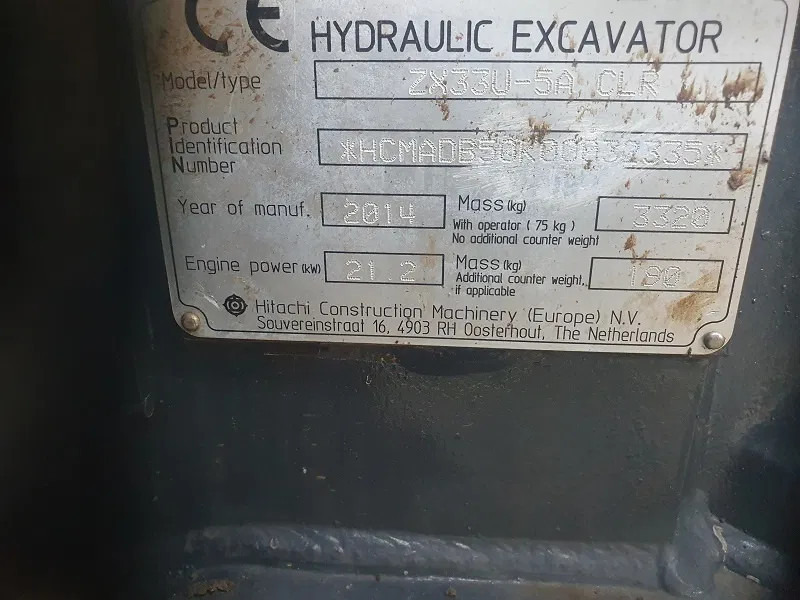 CE HYDRAULIC EXCAVATOR
Model/type ZX33U-5A CLR
Product
Identification
Number *HCMADB50K00032335*
Year of manuf. 2014 Mass (kg) 3320
With operator ( 75 kg )
No additional counter weight
Engine power (kW) 21.2 Mass (kg) 190
Additional counter weight,
if applicable
Hitachi Construction Machinery (Europe) N.V.
Souvereinstraat 16, 4903 RH Oosterhout, The Netherlands